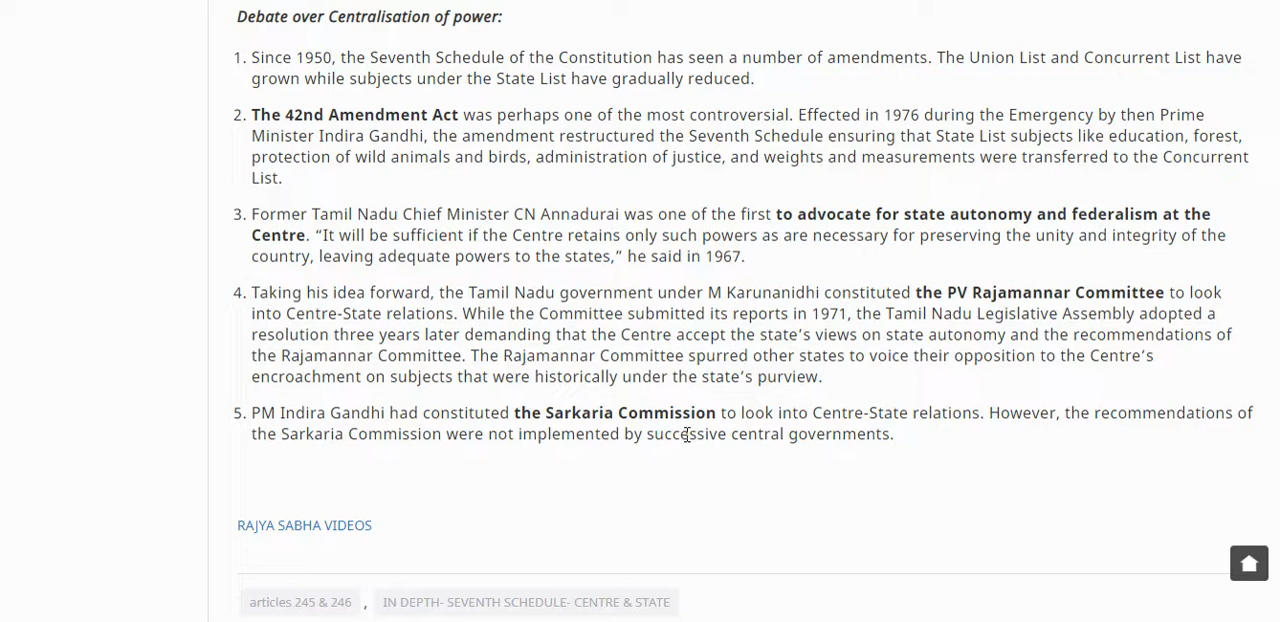 Debate over Centralisation of power:
1. Since 1950, the Seventh Schedule of the Constitution has seen a number of amendments. The Union List and Concurrent List have
grown while subjects under the State List have gradually reduced.
2. The 42nd Amendment Act was perhaps one of the most controversial. Effected in 1976 during the Emergency by then Prime
Minister Indira Gandhi, the amendment restructured the Seventh Schedule ensuring that State List subjects like education, forest,
protection of wild animals and birds, administration of justice, and weights and measurements were transferred to the Concurrent
List.
3. Former Tamil Nadu Chief Minister CN Annadurai was one of the first to advocate for state autonomy and federalism at the
Centre. “It will be sufficient if the Centre retains only such powers as are necessary for preserving the unity and integrity of the
country, leaving adequate powers to the states,” he said in 1967.
4. Taking his idea forward, the Tamil Nadu government under M Karunanidhi constituted the PV Rajamannar Committee to look
into Centre-State relations. While the Committee submitted its reports in 1971, the Tamil Nadu Legislative Assembly adopted a
resolution three years later demanding that the Centre accept the state’s views on state autonomy and the recommendations of
the Rajamannar Committee. The Rajamannar Committee spurred other states to voice their opposition to the Centre’s
encroachment on subjects that were historically under the state’s purview.
5. PM Indira Gandhi had constituted the Sarkaria Commission to look into Centre-State relations. However, the recommendations of
the Sarkaria Commission were not implemented by successive central governments.
RAJYA SABHA VIDEOS
articles 245 & 246 , IN DEPTH- SEVENTH SCHEDULE- CENTRE & STATE